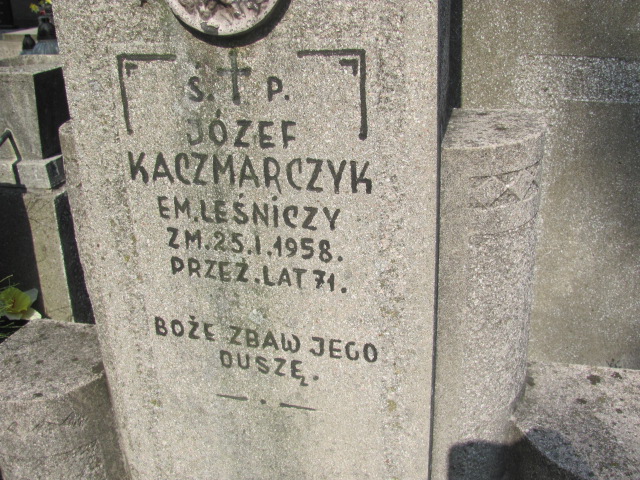 Ś. † P.
JÓZEF
KACZMARCZYK
EM. LEŚNICZY
ZM. 25. I. 1958.
PRZEŻ. LAT 71.
BOŻE ZBAW JEGO
DUSZĘ.